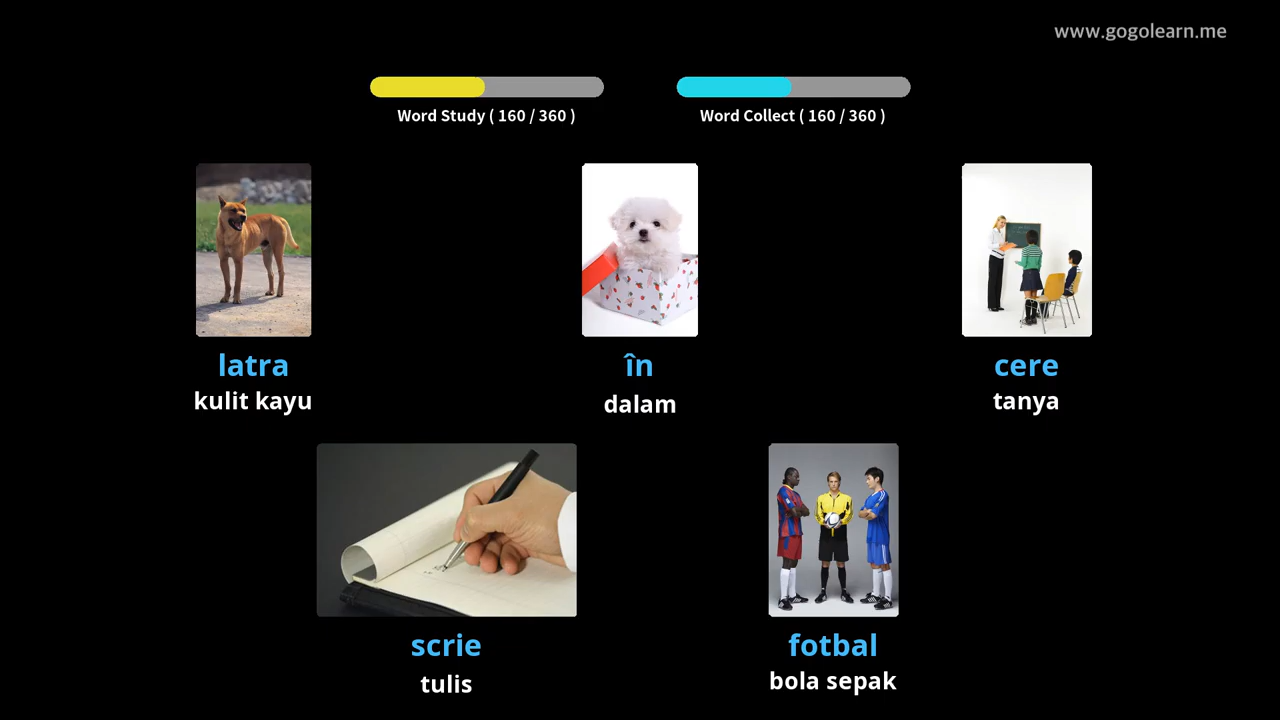 www.gogolearn.me
Word Study ( 160 / 360 )
Word Collect ( 160 / 360 )
latra
kulit kayu
în
dalam
cere
tanya
scrie
tulis
fotbal
bola sepak